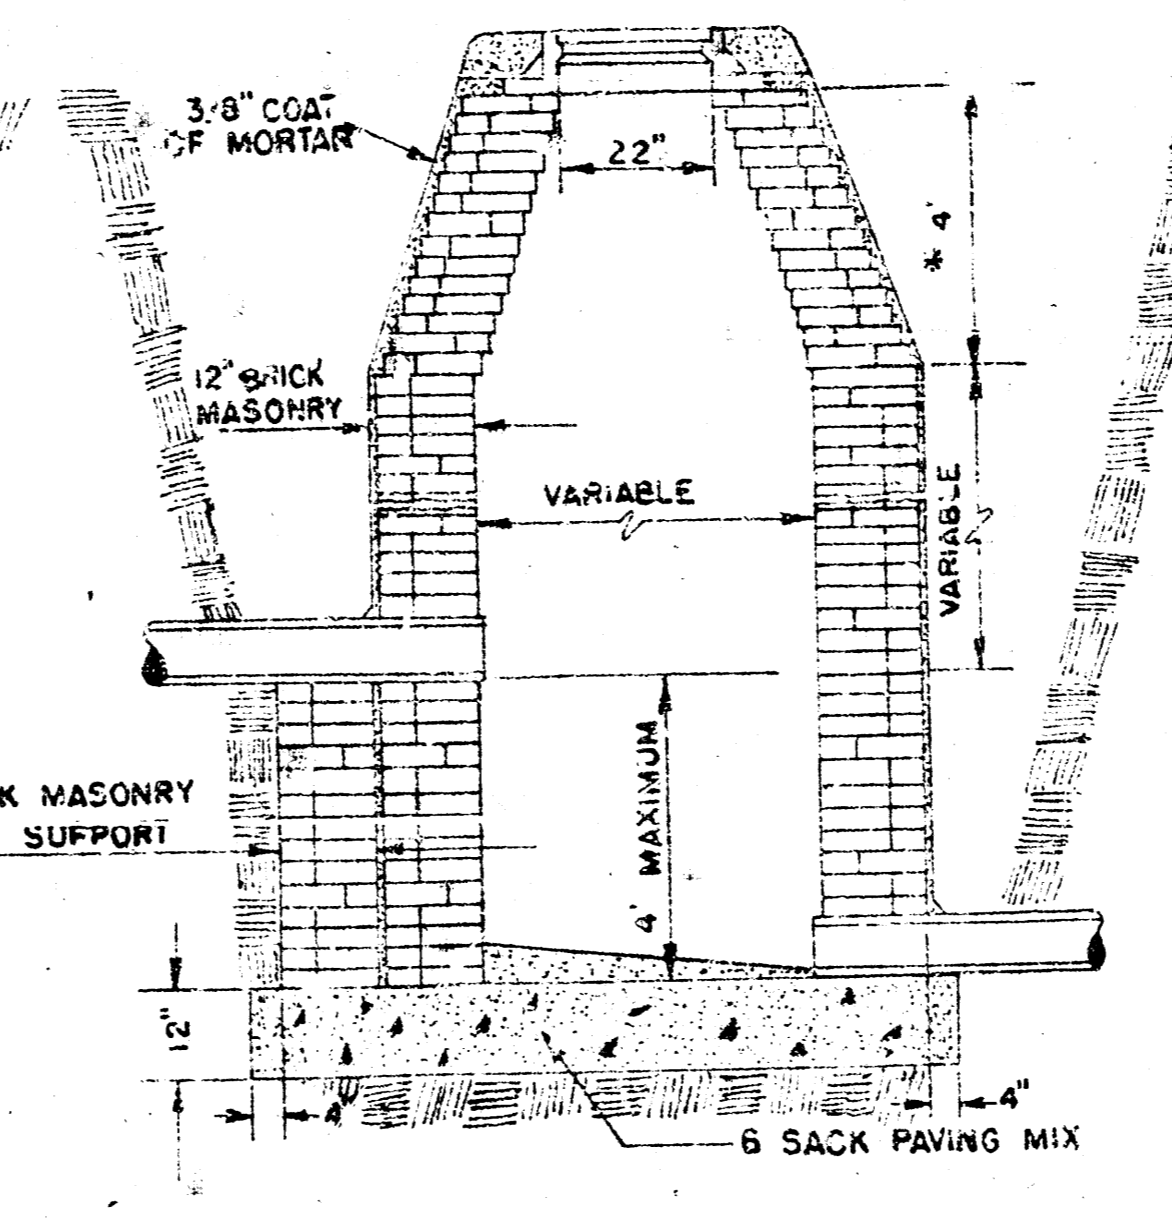 3/8" COAT
OF MORTAR
22"
* 4'
12" BRICK
MASONRY
VARIABLE
VARIABLE
4' MAXIMUM
K MASONRY
SUPPORT
12"
4"
4"
6 SACK PAVING MIX